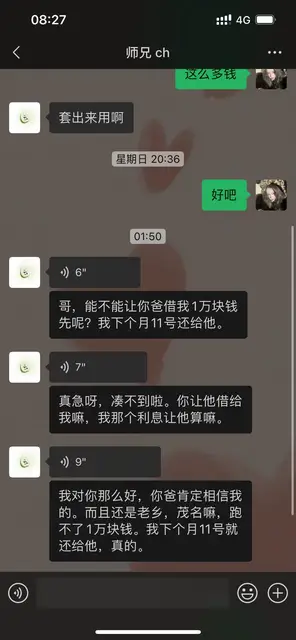 08:27
4G
师兄 ch
这么多钱
套出来用啊
星期日 20:36
好吧
01:50
6"
哥，能不能让你爸借我1万块钱
先呢？我下个月11号还给他。
7"
真急呀，凑不到啦。你让他借给
我嘛，我那个利息让他算嘛。
9"
我对你那么好，你爸肯定相信我
的。而且还是老乡，茂名嘛，跑
不了1万块钱。我下个月11号就
还给他，真的。